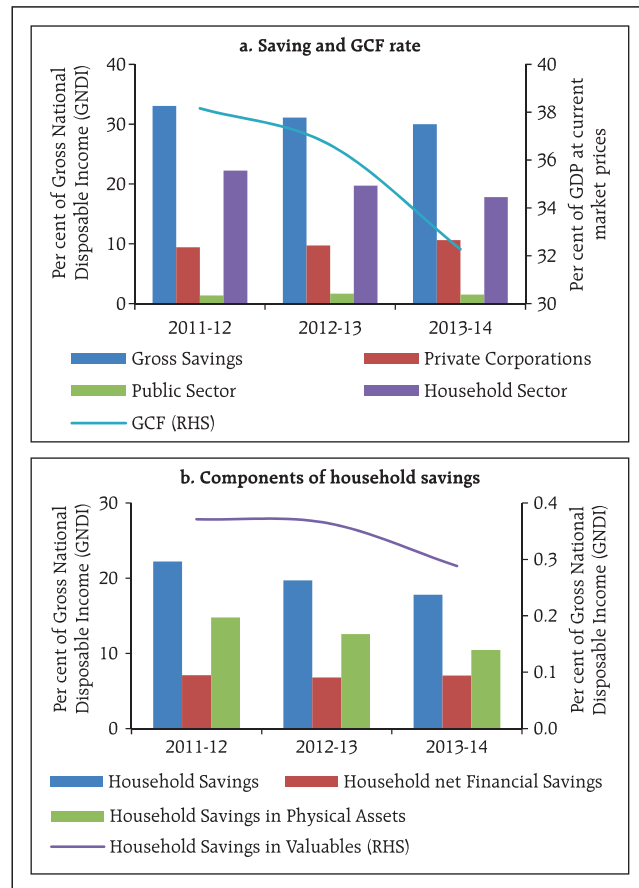 a. Saving and GCF rate
Per cent of Gross National
Disposable Income (GNDI)
40
30
20
10
0
40
38
36
34
32
30
Per cent of GDP at current
market prices
2011-12
2012-13
2013-14
Gross Savings
Private Corporations
Public Sector
Household Sector
GCF (RHS)
b. Components of household savings
Per cent of Gross National
Disposable Income (GNDI)
30
20
10
0
0.4
0.3
0.2
0.1
0.0
Per cent of Gross National
Disposable Income (GNDI)
2011-12
2012-13
2013-14
Household Savings
Household net Financial Savings
Household Savings in Physical Assets
Household Savings in Valuables (RHS)